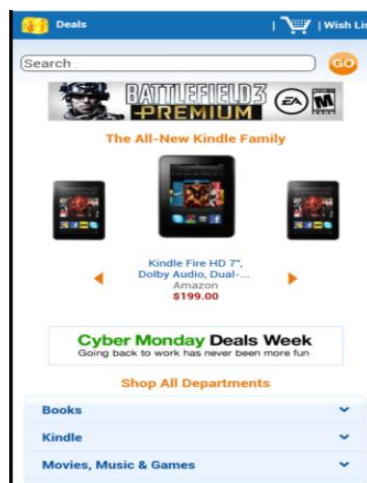 Deals | | Wish Lis
Search :
GO
BATTLEFIELD 3
PREMIUM
EA
M
The All-New Kindle Family
Kindle Fire HD 7",
Dolby Audio, Dual-...
Amazon
$199.00
Cyber Monday Deals Week
Going back to work has never been more fun
Shop All Departments
Books
Kindle
Movies, Music & Games